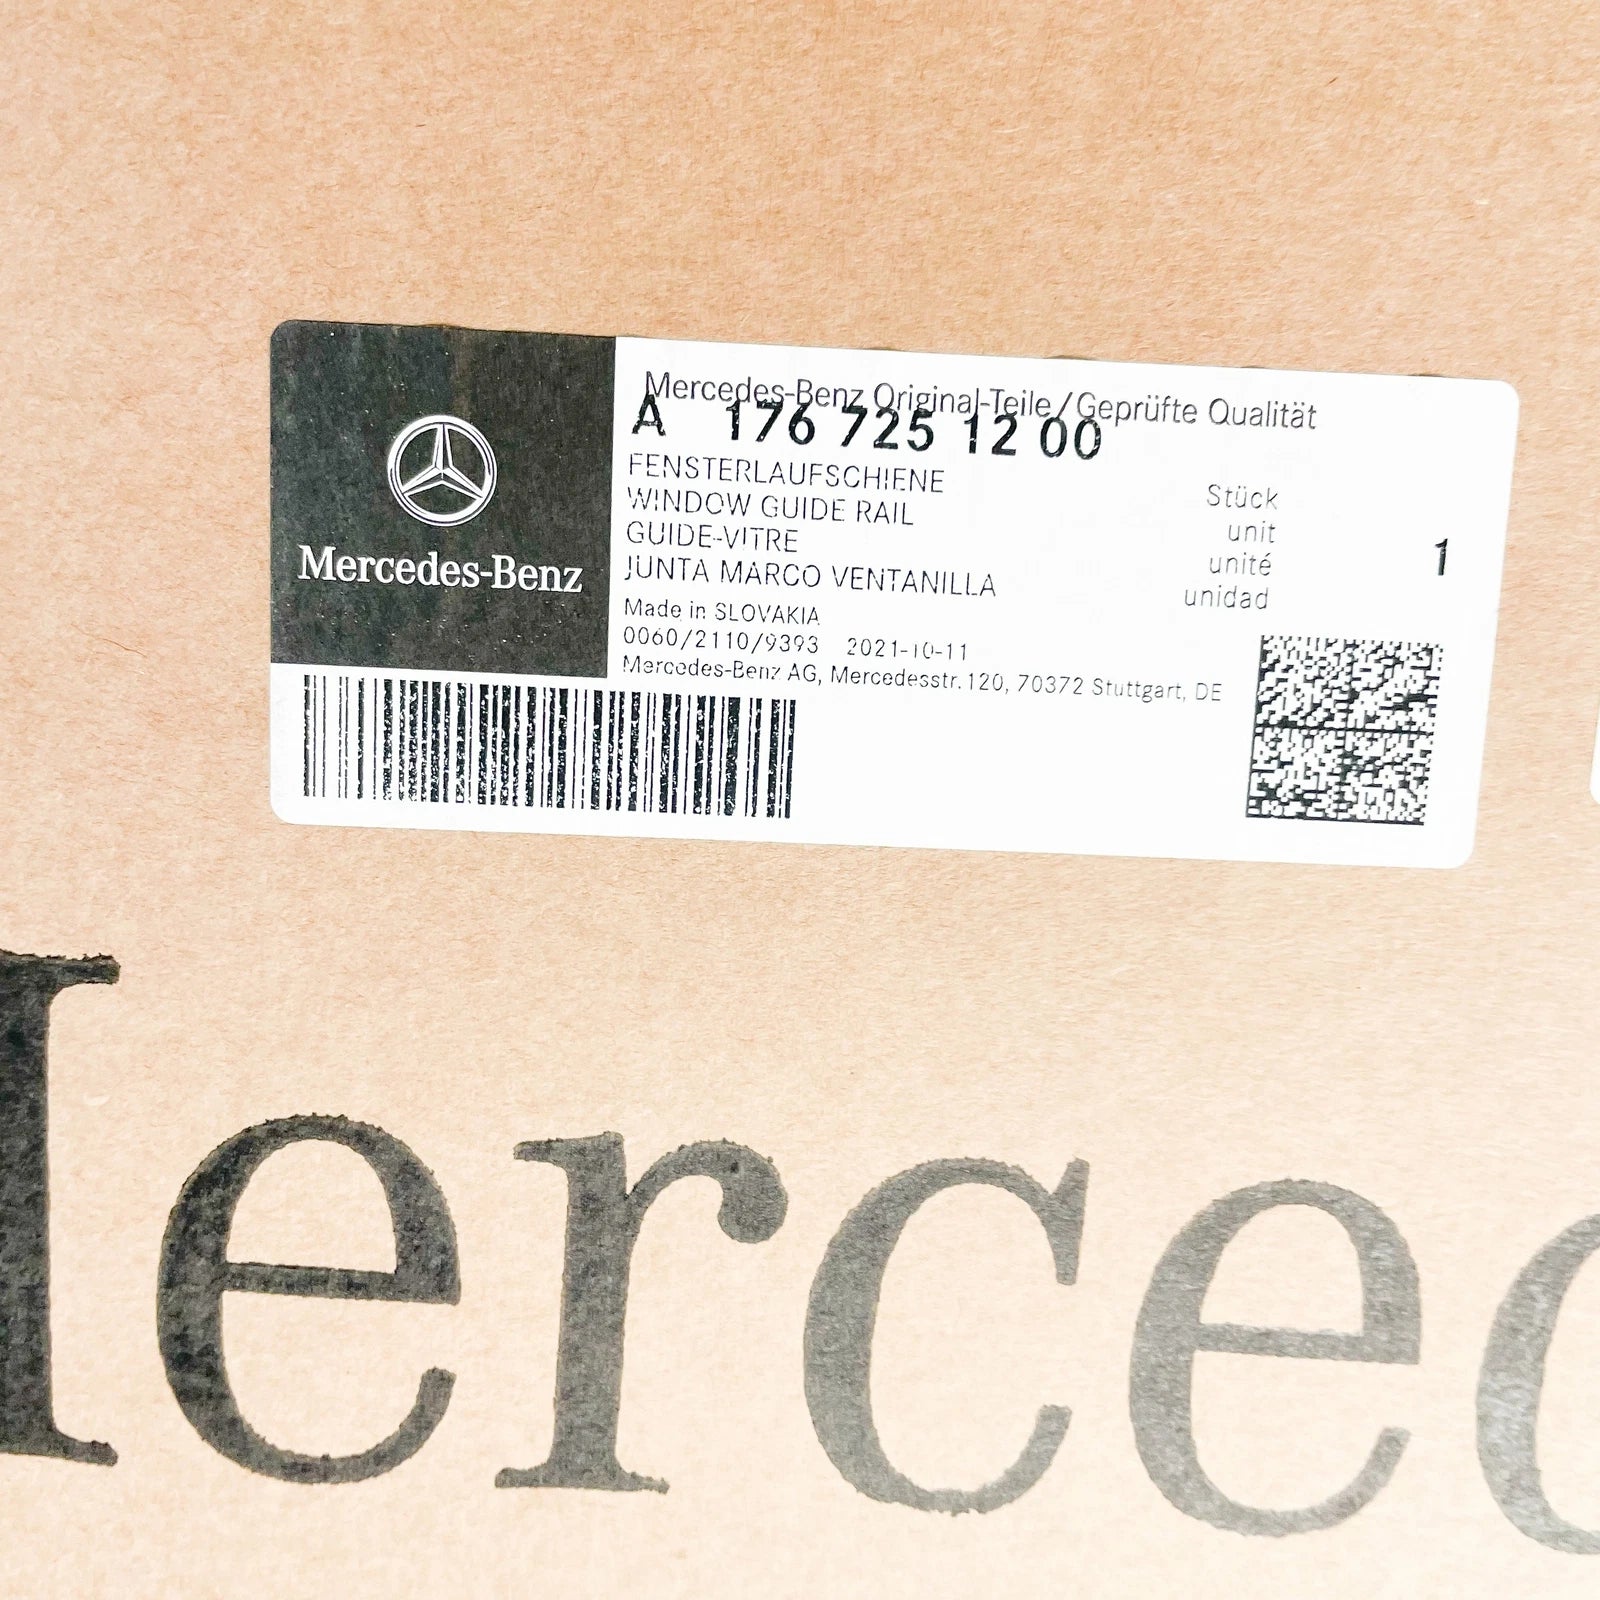 Mercedes-Benz
Mercedes-Benz Original-Teile/Geprüfte Qualität
A 176 725 12 00
FENSTERLAUFSCHIENE
WINDOW GUIDE RAIL
GUIDE-VITRE
JUNTA MARCO VENTANILLA
Stück
unit
unité
unidad
1
Made in SLOVAKIA
0060/2110/9393 2021-10-11
Mercedes-Benz AG, Mercedesstr.120, 70372 Stuttgart, DE
Merced